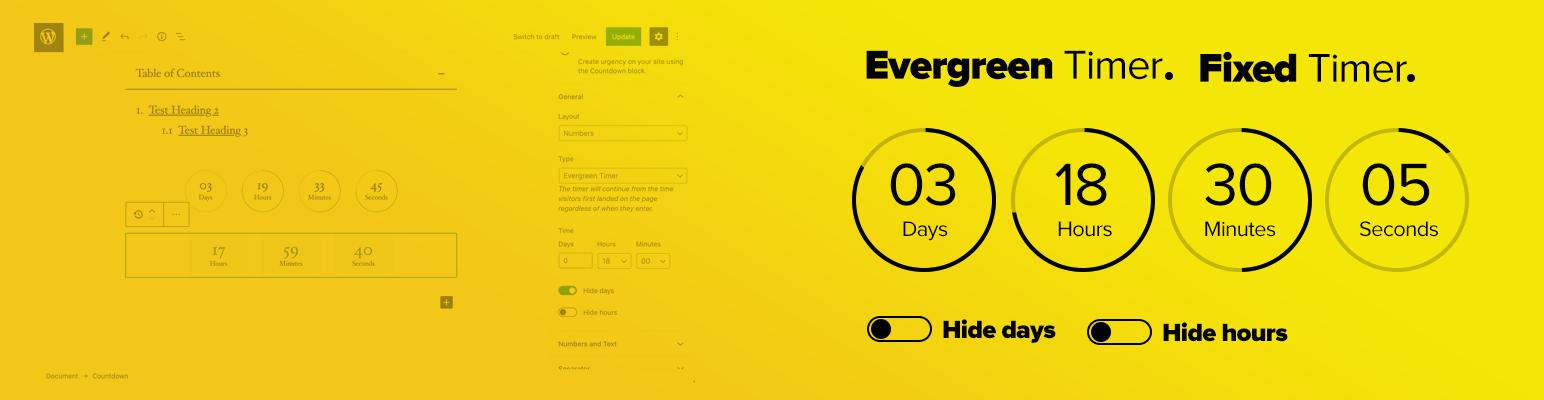 Switch to draft
Preview
Update
Table of Contents
1. Test Heading 2
1.1 Test Heading 3
03
Days
19
Hours
33
Minutes
45
Seconds
17
Hours
59
Minutes
40
Seconds
Document → Countdown
Create urgency on your site using
the Countdown block.
General
Layout
Numbers
Type
Evergreen Timer
The timer will continue from the time
visitors first landed on the page
regardless of when they enter.
Time
Days Hours Minutes
0 18 00
Hide days
Hide hours
Numbers and Text
Separator
Evergreen Timer. Fixed Timer.
03
Days
18
Hours
30
Minutes
05
Seconds
Hide days
Hide hours